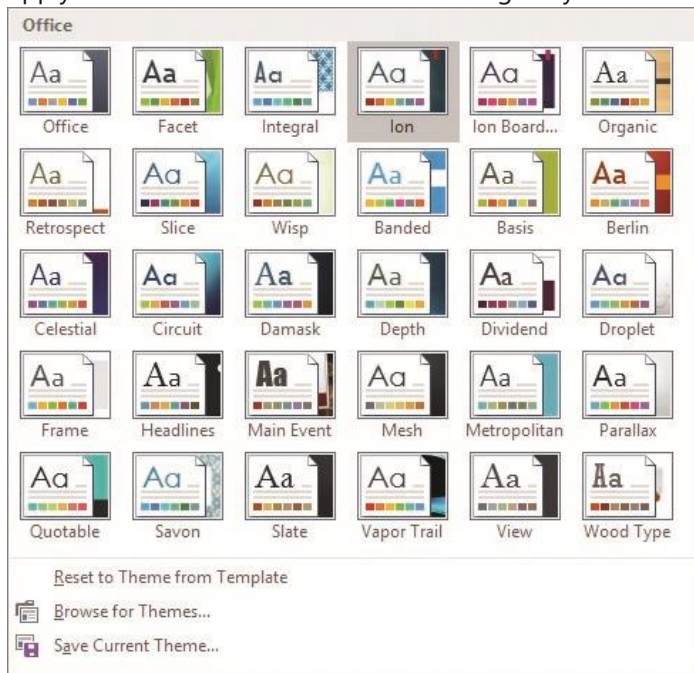 Office
Aa Aa Aa Aa Aa Aa
Office Facet Integral Ion Ion Board... Organic
Aa Aa Aa Aa Aa Aa
Retrospect Slice Wisp Banded Basis Berlin
Aa Aa Aa Aa Aa Aa
Celestial Circuit Damask Depth Dividend Droplet
Aa Aa Aa Aa Aa Aa
Frame Headlines Main Event Mesh Metropolitan Parallax
Aa Aa Aa Aa Aa Aa
Quotable Savon Slate Vapor Trail View Wood Type
Reset to Theme from Template
Browse for Themes...
Save Current Theme...